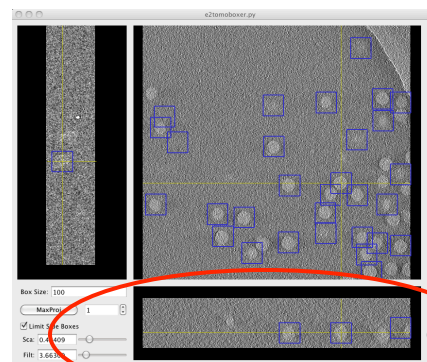 e2tomoboxer.py
Box Size: 100
MaxProj 1
Limit Side Boxes
Sca:
Filt: